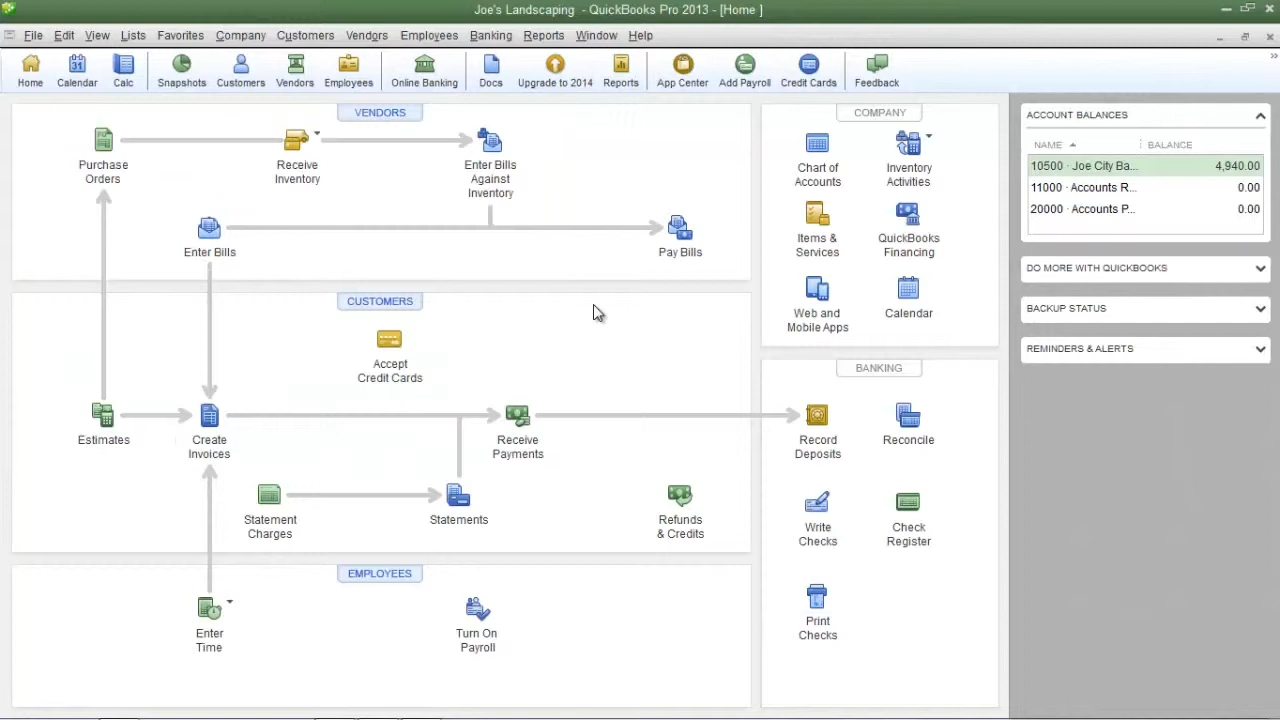 Joe's Landscaping - QuickBooks Pro 2013 - [Home ]
File Edit View Lists Favorites Company Customers Vendors Employees Banking Reports Window Help
Home Calendar Calc Snapshots Customers Vendors Employees Online Banking Docs Upgrade to 2014 Reports App Center Add Payroll Credit Cards Feedback
31
VENDORS
Purchase
Orders
Receive
Inventory
Enter Bills
Against
Inventory
Enter Bills
Pay Bills
CUSTOMERS
Accept
Credit Cards
Estimates
Create
Invoices
Receive
Payments
Statement
Charges
Statements
Refunds
& Credits
EMPLOYEES
Enter
Time
Turn On
Payroll
COMPANY
Chart of
Accounts
Inventory
Activities
Items &
Services
QuickBooks
Financing
Web and
Mobile Apps
Calendar
BANKING
Record
Deposits
Reconcile
Write
Checks
Check
Register
Print
Checks
ACCOUNT BALANCES
NAME BALANCE
10500 · Joe City Ba... 4,940.00
11000 · Accounts R... 0.00
20000 · Accounts P... 0.00
DO MORE WITH QUICKBOOKS
BACKUP STATUS
REMINDERS & ALERTS